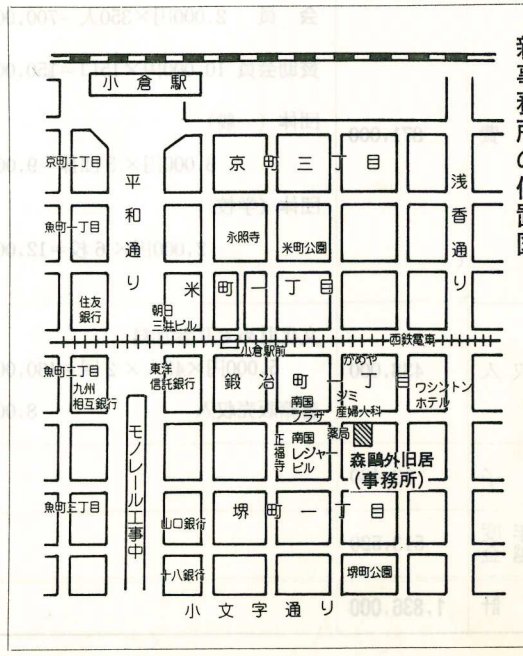 新事務所の位置図
小倉駅
京町二丁目
京町三丁目
平和通り
浅香通り
魚町一丁目
永照寺
米町公園
住友
銀行
米町一丁目
朝日
三井ビル
小倉駅前
西鉄電車
魚町二丁目
九州
相互銀行
東洋
信託銀行
鍛冶町一丁目
かめや
シミ
産婦人科
ワシントン
ホテル
南国
プラザ
薬局
正福寺
南国
レジャー
ビル
森鷗外旧居
(事務所)
モノレール工事中
魚町三丁目
山口銀行
堺町一丁目
十八銀行
堺町公園
小文字通り
計 1,836,000